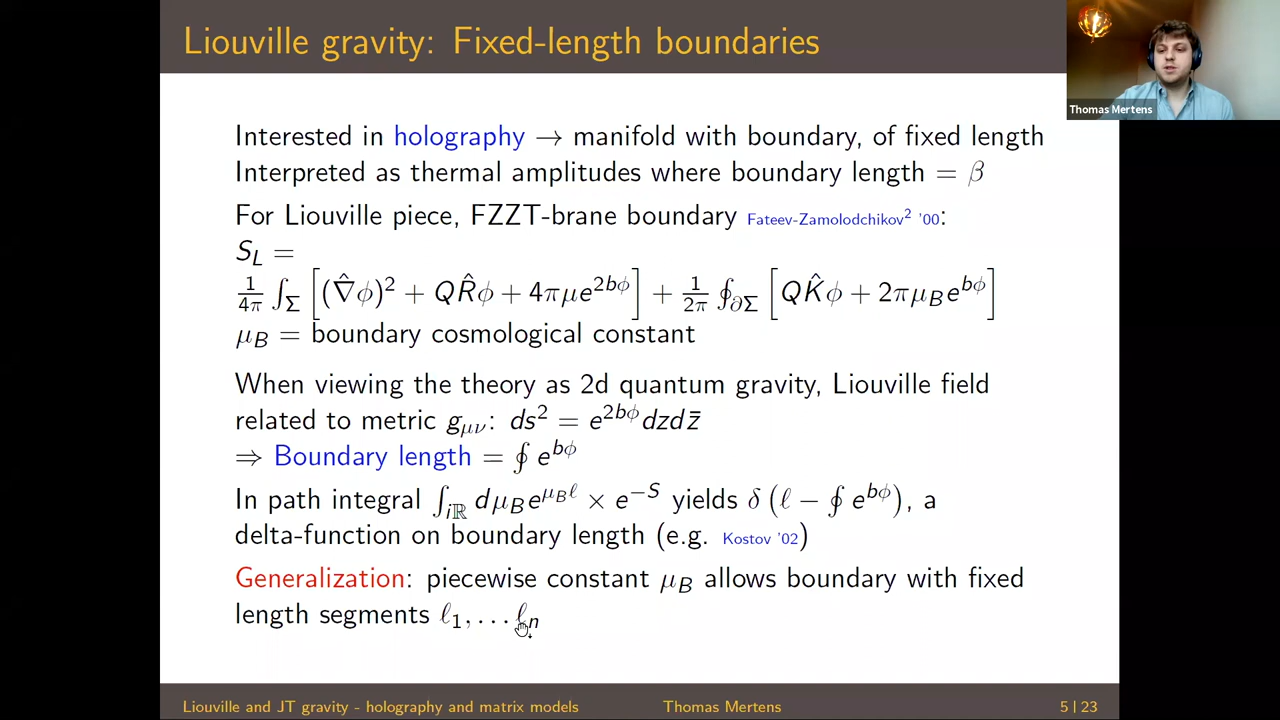 Liouville gravity: Fixed-length boundaries
Thomas Mertens
Interested in holography → manifold with boundary, of fixed length
Interpreted as thermal amplitudes where boundary length = β
For Liouville piece, FZZT-brane boundary Fateev-Zamolodchikov² '00:
S_L =
1/4π ∫_Σ [(∇̂φ)² + QR̂φ + 4πμe^{2bφ}] + 1/2π ∮_{∂Σ} [QK̂φ + 2πμ_B e^{bφ}]
μ_B = boundary cosmological constant
When viewing the theory as 2d quantum gravity, Liouville field
related to metric g_{μν}: ds² = e^{2bφ}dzdz̄
⇒ Boundary length = ∮ e^{bφ}
In path integral ∫_{iℝ} dμ_B e^{μ_B ℓ} × e^{−S} yields δ(ℓ − ∮ e^{bφ}), a
delta-function on boundary length (e.g. Kostov '02)
Generalization: piecewise constant μ_B allows boundary with fixed
length segments ℓ₁, … ℓ_n
Liouville and JT gravity - holography and matrix models Thomas Mertens 5 | 23